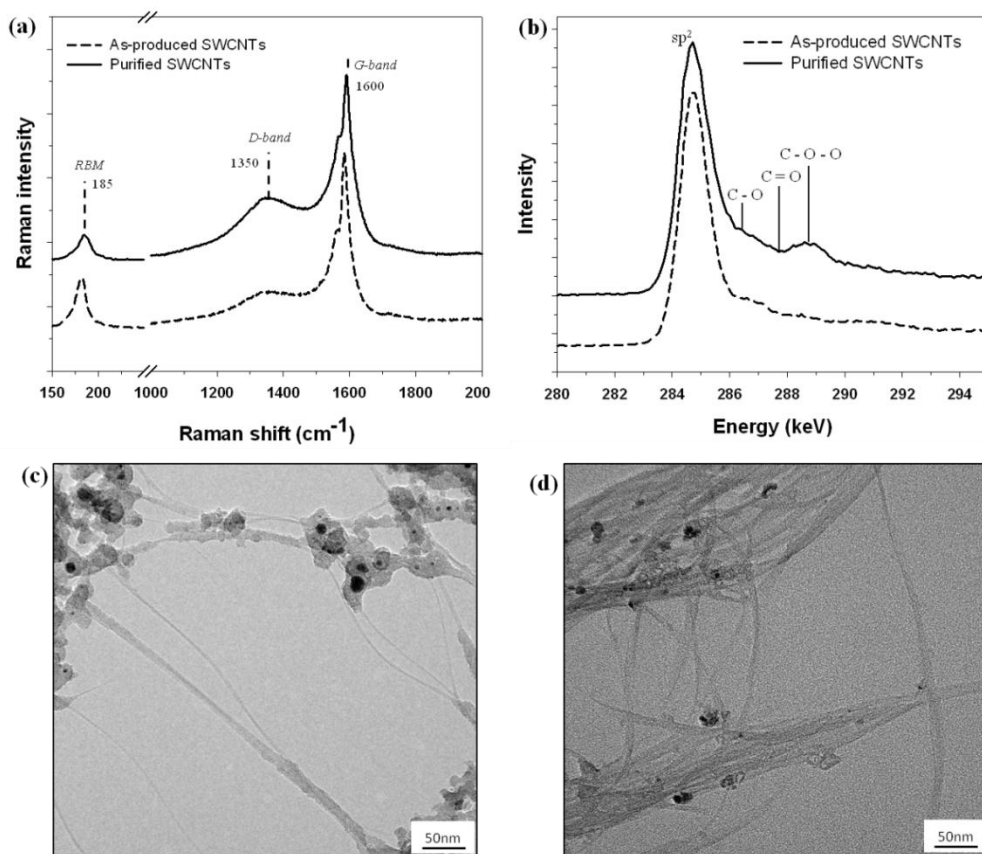 (a)
As-produced SWCNTs
Purified SWCNTs
G-band
1600
D-band
1350
RBM
185
Raman intensity
150 200 1000 1200 1400 1600 1800 200
Raman shift (cm-1)
(b)
sp2
As-produced SWCNTs
Purified SWCNTs
C - O - O
C = O
C - O
Intensity
280 282 284 286 288 290 292 294
Energy (keV)
(c)
50nm
(d)
50nm